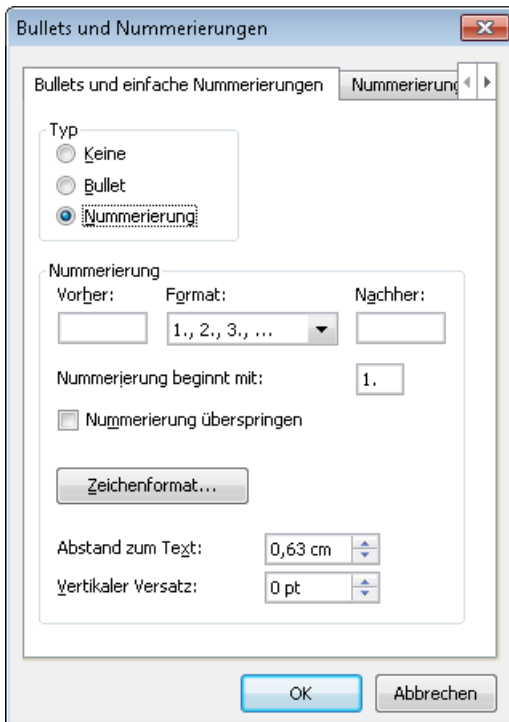 Bullets und Nummerierungen
Bullets und einfache Nummerierungen Nummerierung
Typ
Keine
Bullet
Nummerierung
Nummerierung
Vorher: Format: Nachher:
1., 2., 3., ...
Nummerierung beginnt mit: 1.
Nummerierung überspringen
Zeichenformat...
Abstand zum Text: 0,63 cm
Vertikaler Versatz: 0 pt
OK Abbrechen